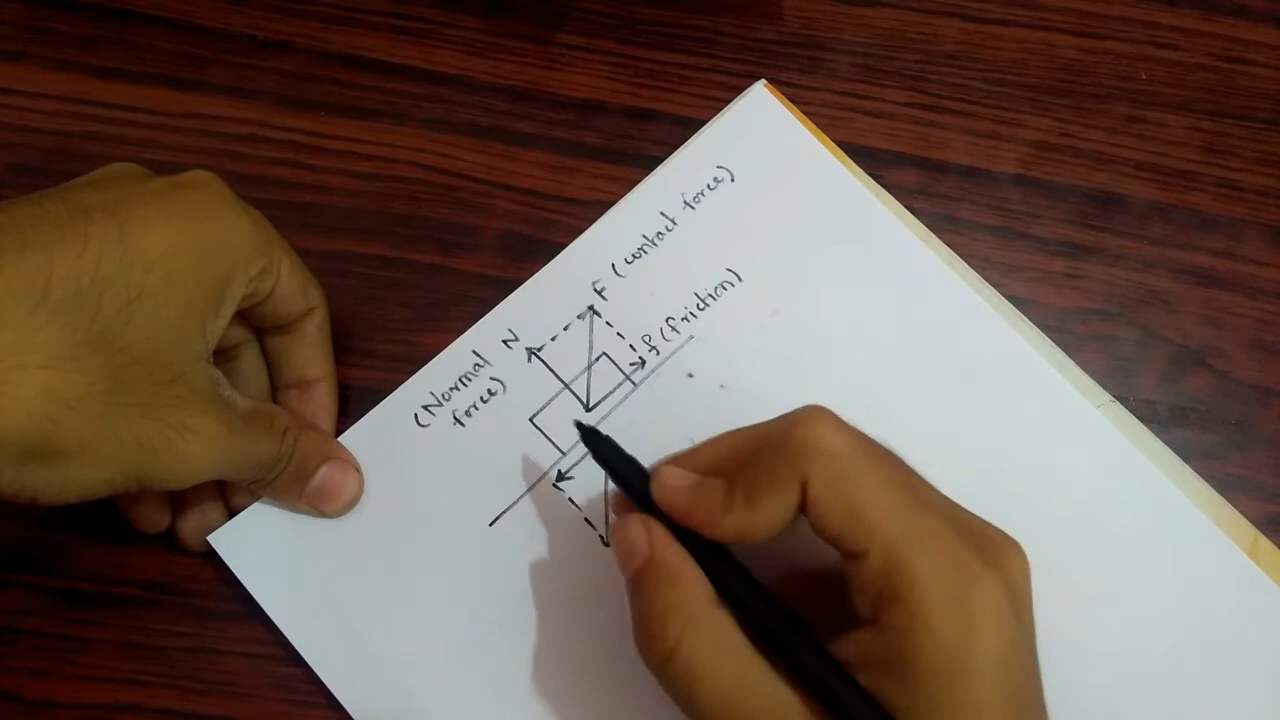 F (contact force)
f (friction)
N
(Normal
force)